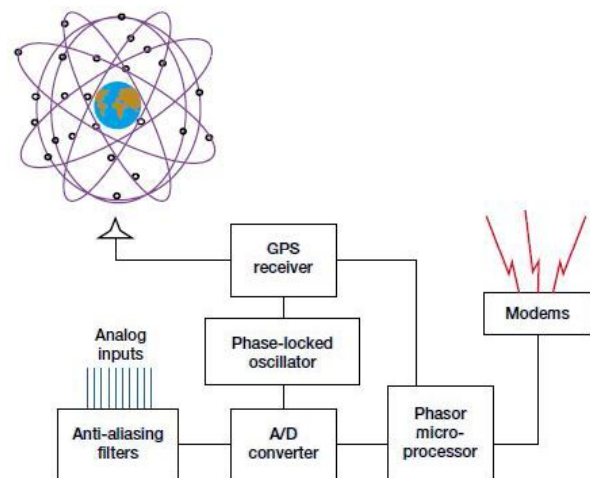 GPS
receiver
Modems
Analog
inputs
Phase-locked
oscillator
Anti-aliasing
filters
A/D
converter
Phasor
micro-
processor